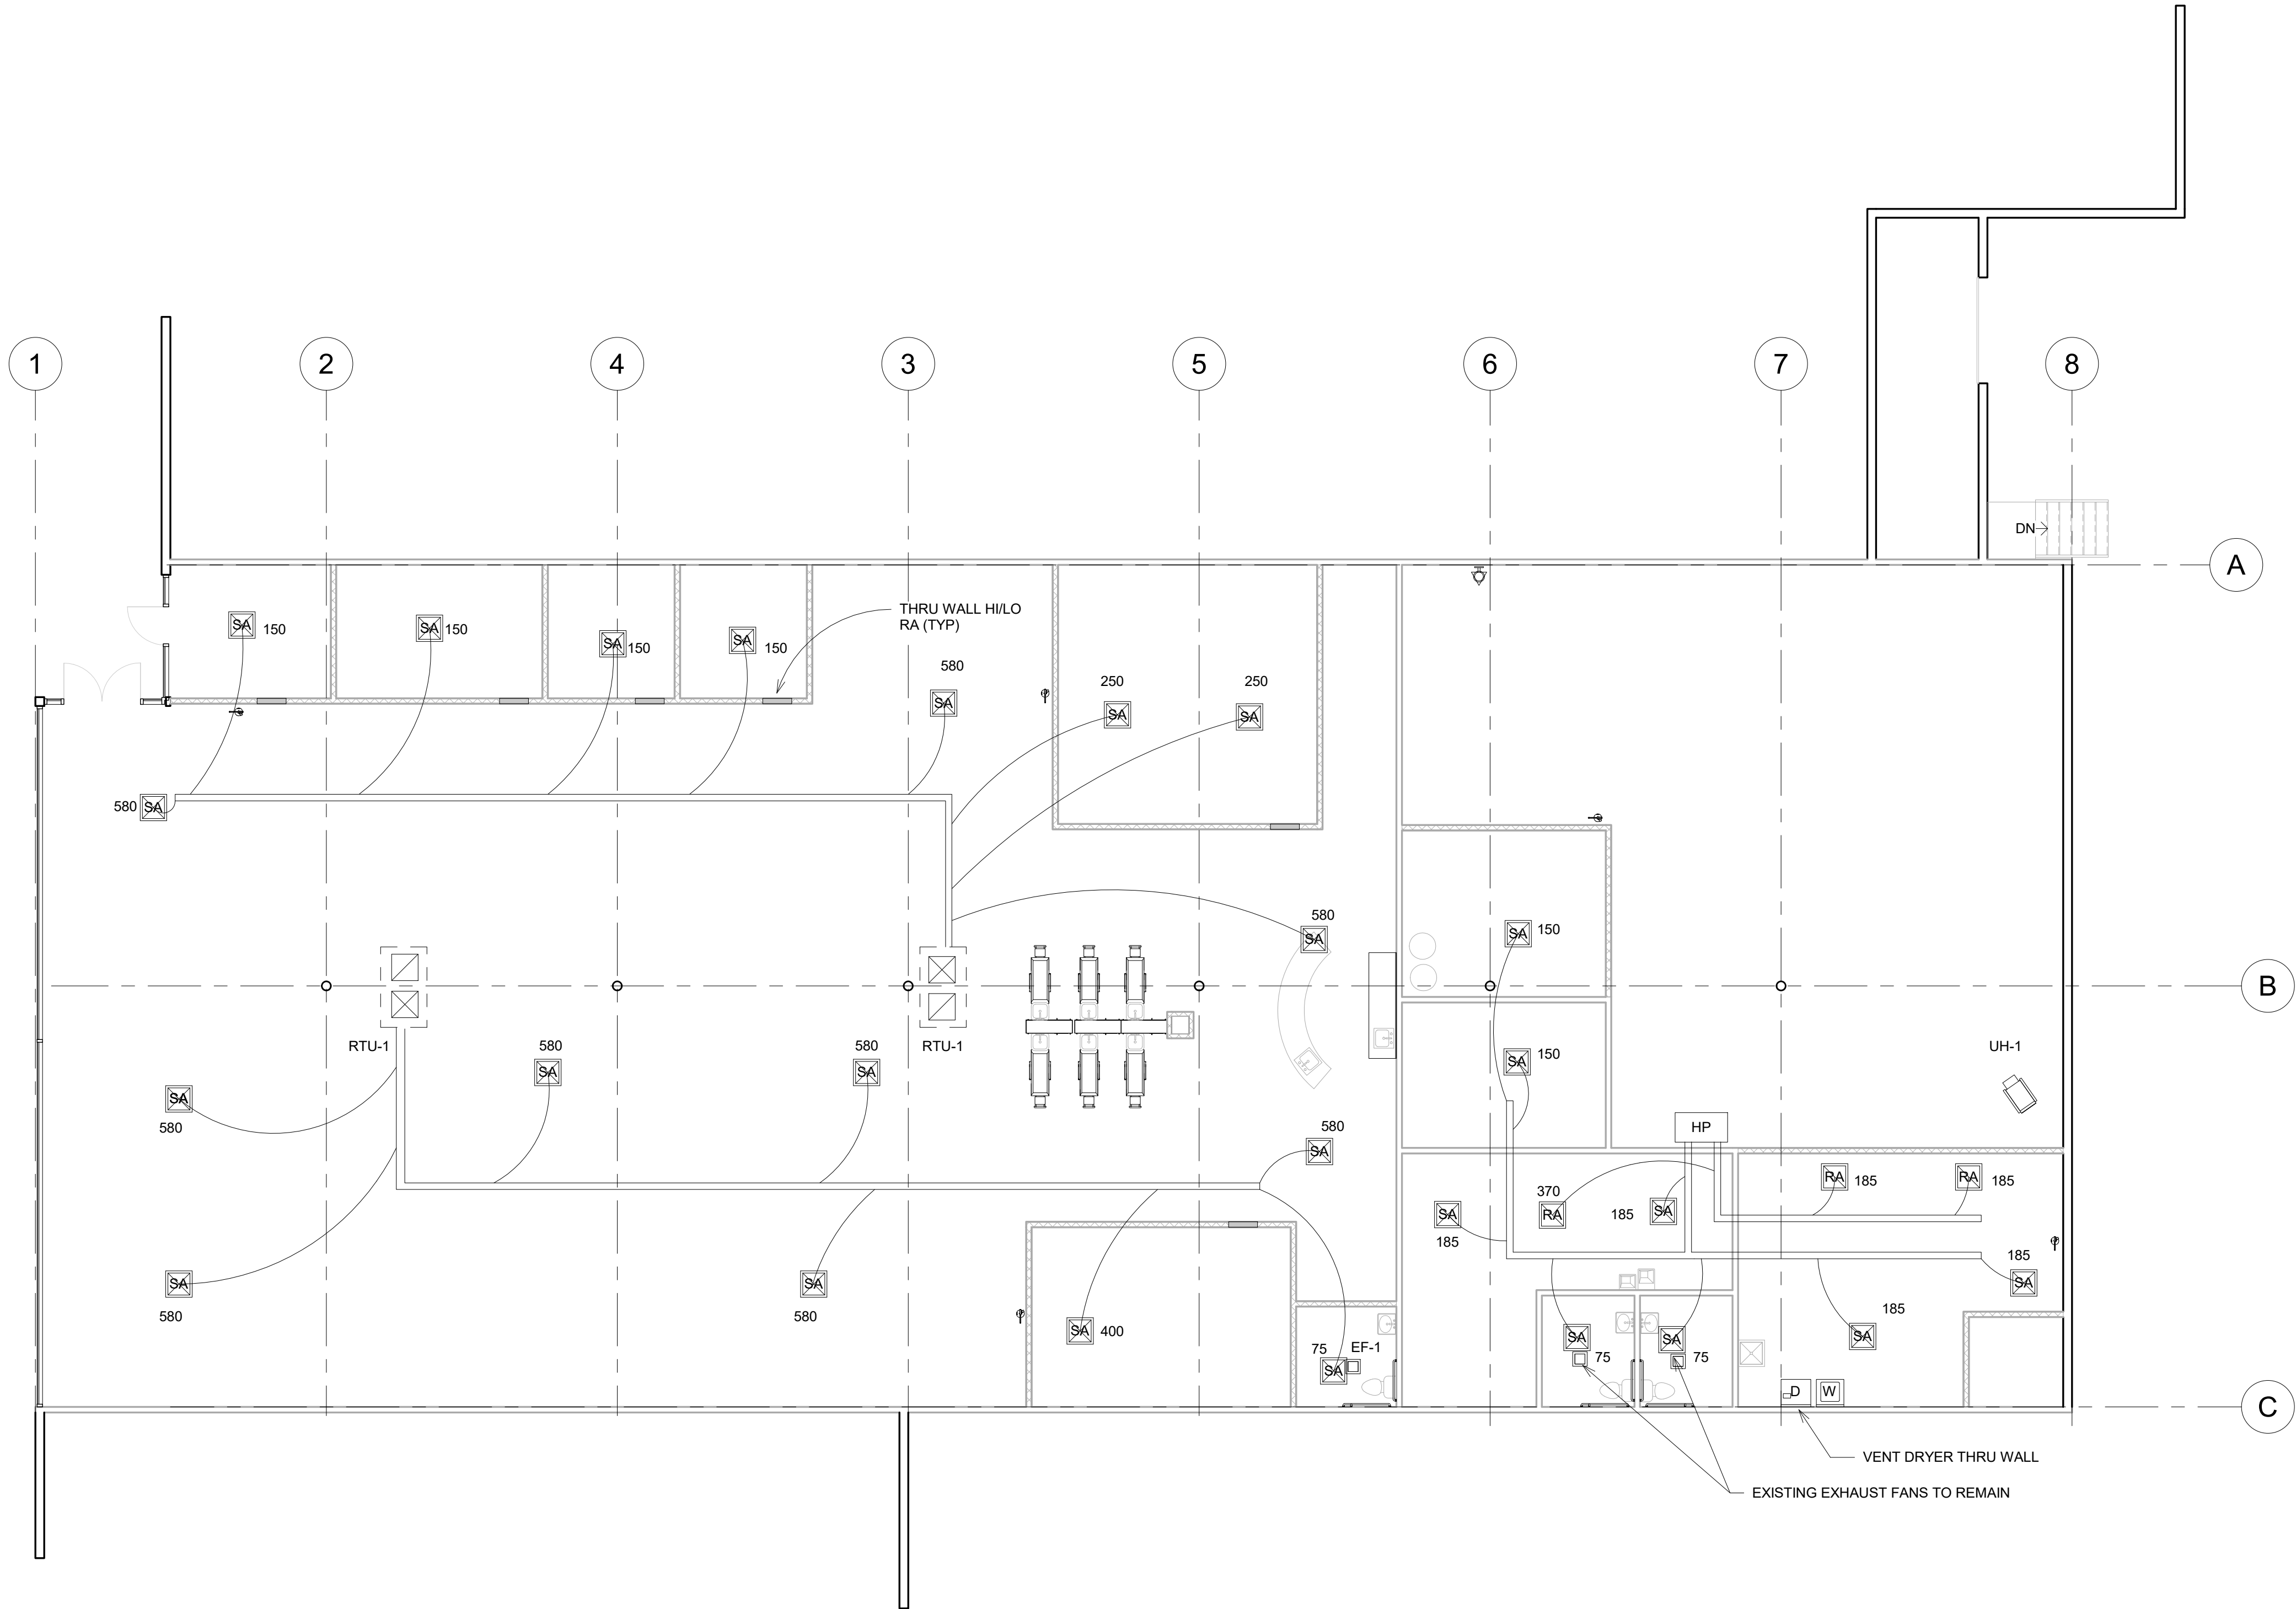 1 2 4 3 5 6 7 8
DN
A
SA 150 SA 150 SA 150 SA 150
THRU WALL HI/LO
RA (TYP)
580
SA
250 250
SA SA
580 SA
580
SA
SA 150
B
RTU-1 RTU-1
580 580
SA SA
SA 150
UH-1
SA
580
580
SA
HP
RA 185 RA 185
370
RA
185 SA
SA
185
185
SA
SA
580
SA
580
SA 400
75 EF-1
SA
SA
75
SA
75
185
SA
D W
C
VENT DRYER THRU WALL
EXISTING EXHAUST FANS TO REMAIN